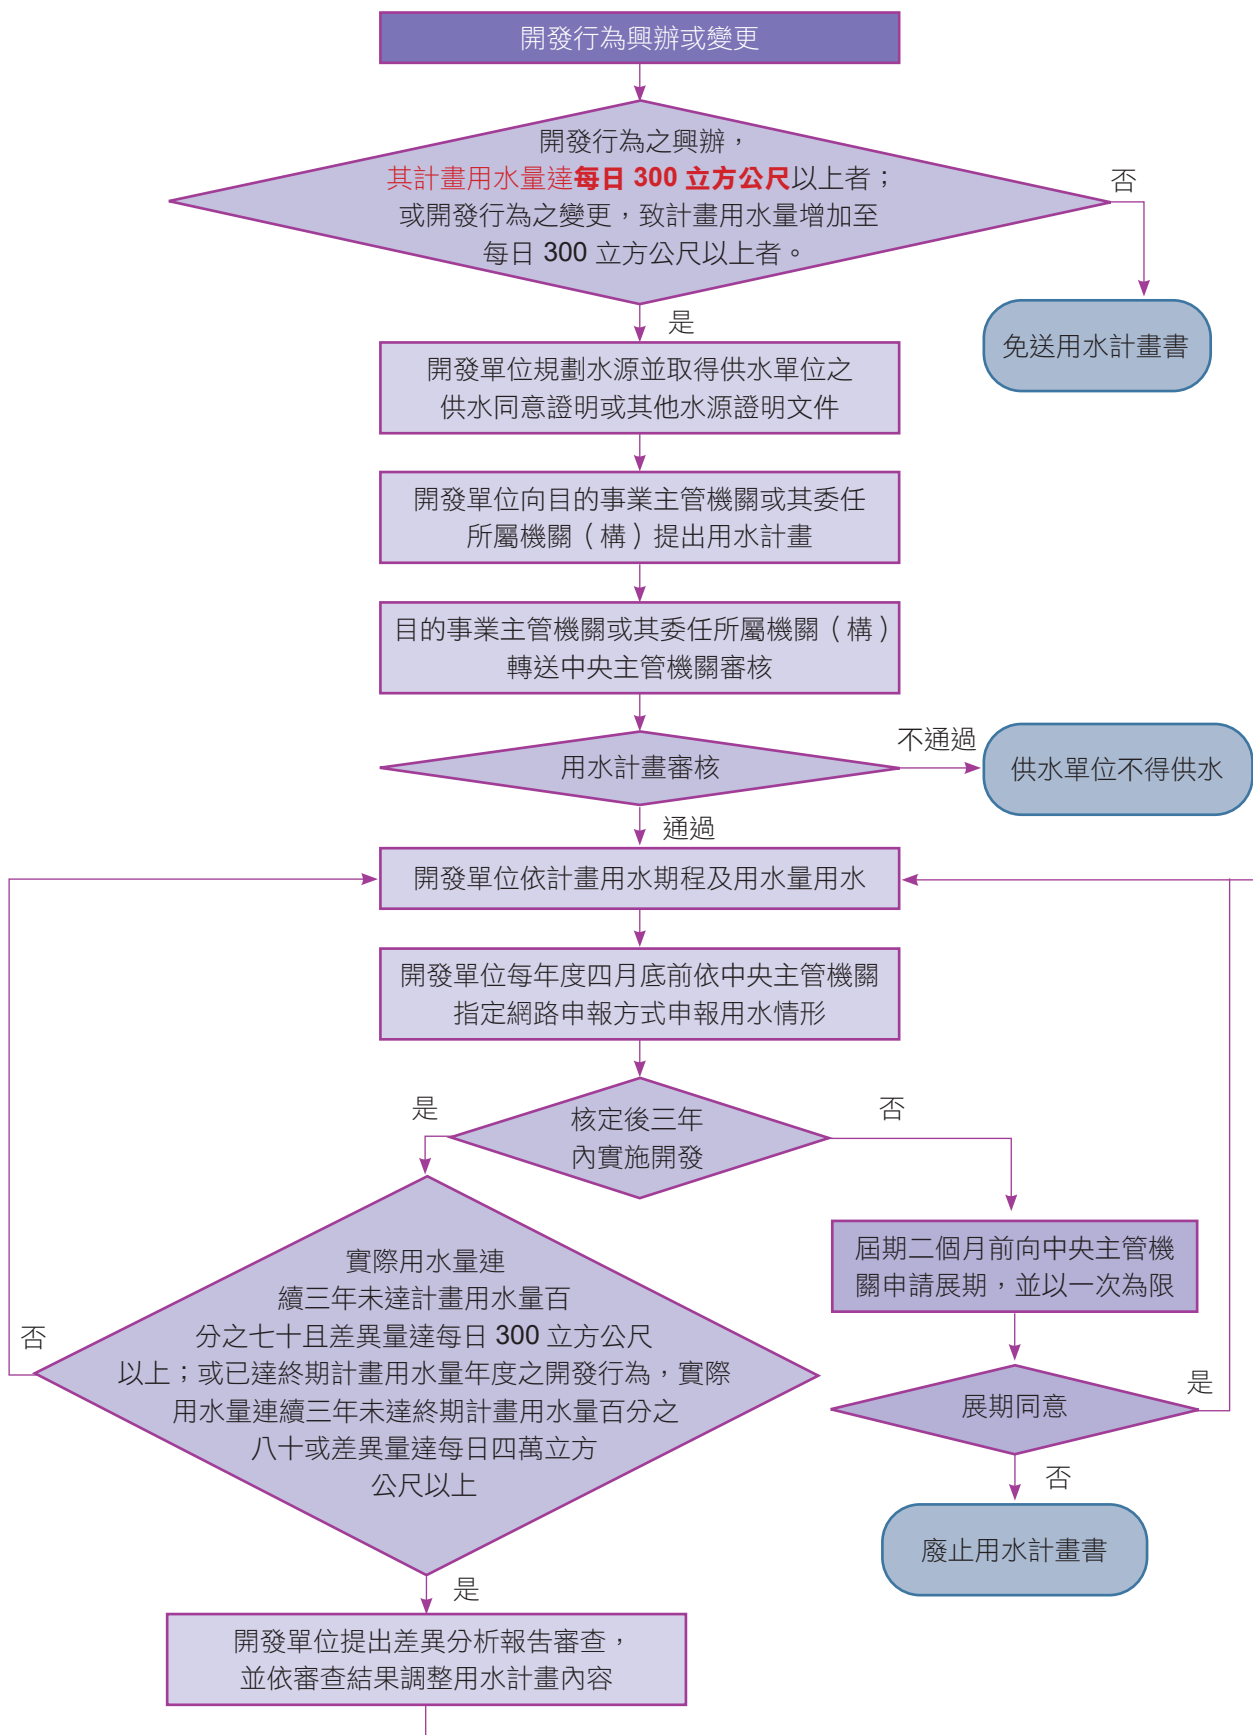 開發行為興辦或變更
開發行為之興辦，
其計畫用水量達每日 300 立方公尺以上者；
或開發行為之變更，致計畫用水量增加至
每日 300 立方公尺以上者。
否
免送用水計畫書
是
開發單位規劃水源並取得供水單位之
供水同意證明或其他水源證明文件
開發單位向目的事業主管機關或其委任
所屬機關（構）提出用水計畫
目的事業主管機關或其委任所屬機關（構）
轉送中央主管機關審核
用水計畫審核
不通過
供水單位不得供水
通過
開發單位依計畫用水期程及用水量用水
開發單位每年度四月底前依中央主管機關
指定網路申報方式申報用水情形
核定後三年
內實施開發
是
否
實際用水量連
續三年未達計畫用水量百
分之七十且差異量達每日 300 立方公尺
以上；或已達終期計畫用水量年度之開發行為，實際
用水量連續三年未達終期計畫用水量百分之
八十或差異量達每日四萬立方
公尺以上
否
屆期二個月前向中央主管機
關申請展期，並以一次為限
展期同意
是
否
廢止用水計畫書
是
開發單位提出差異分析報告審查，
並依審查結果調整用水計畫內容